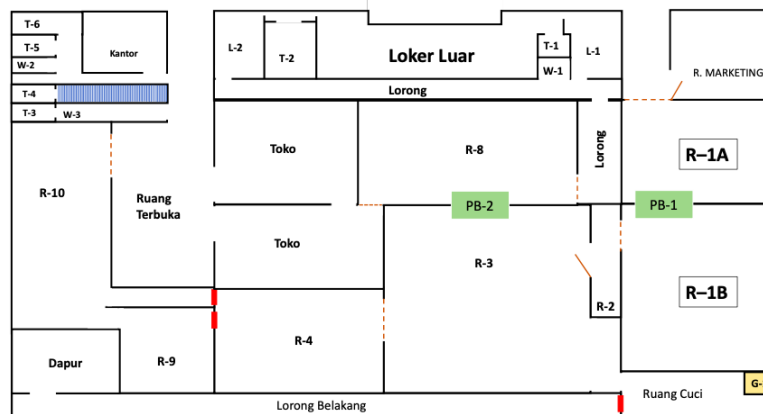 T-6
T-5
W-2
Kantor
T-4
T-3
W-3
L-2
T-2
Loker Luar
T-1
W-1
L-1
R. MARKETING
Lorong
Toko
R-8
Lorong
R–1A
R-10
Ruang
Terbuka
PB-2
PB-1
Toko
R-3
R-2
R–1B
R-4
Dapur
R-9
G-
Ruang Cuci
Lorong Belakang